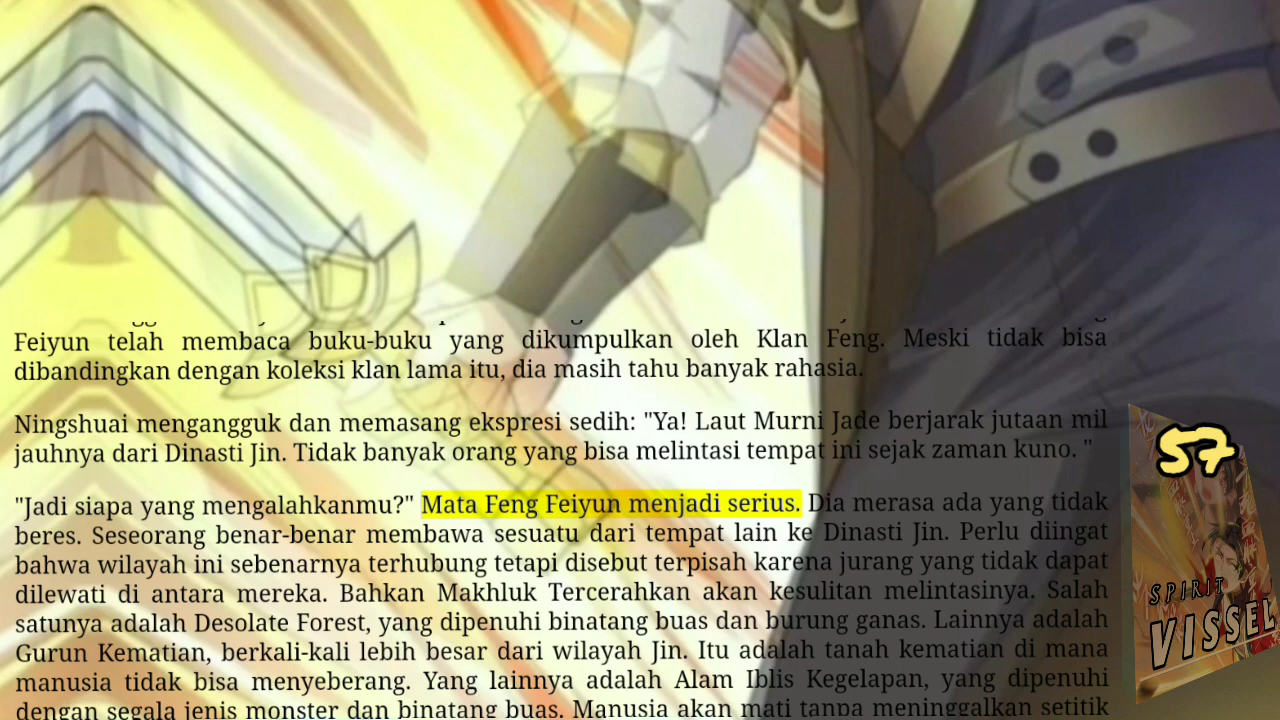 Feiyun telah membaca buku-buku yang dikumpulkan oleh Klan Feng. Meski tidak bisa
dibandingkan dengan koleksi klan lama itu, dia masih tahu banyak rahasia.
Ningshuai mengangguk dan memasang ekspresi sedih: "Ya! Laut Murni Jade berjarak jutaan mil
jauhnya dari Dinasti Jin. Tidak banyak orang yang bisa melintasi tempat ini sejak zaman kuno. "
"Jadi siapa yang mengalahkanmu?" Mata Feng Feiyun menjadi serius. Dia merasa ada yang tidak
beres. Seseorang benar-benar membawa sesuatu dari tempat lain ke Dinasti Jin. Perlu diingat
bahwa wilayah ini sebenarnya terhubung tetapi disebut terpisah karena jurang yang tidak dapat
dilewati di antara mereka. Bahkan Makhluk Tercerahkan akan kesulitan melintasinya. Salah
satunya adalah Desolate Forest, yang dipenuhi binatang buas dan burung ganas. Lainnya adalah
Gurun Kematian, berkali-kali lebih besar dari wilayah Jin. Itu adalah tanah kematian di mana
manusia tidak bisa menyeberang. Yang lainnya adalah Alam Iblis Kegelapan, yang dipenuhi
dengan segala jenis monster dan binatang buas. Manusia akan mati tanpa meninggalkan setitik
57
SPIRIT
VISSEL